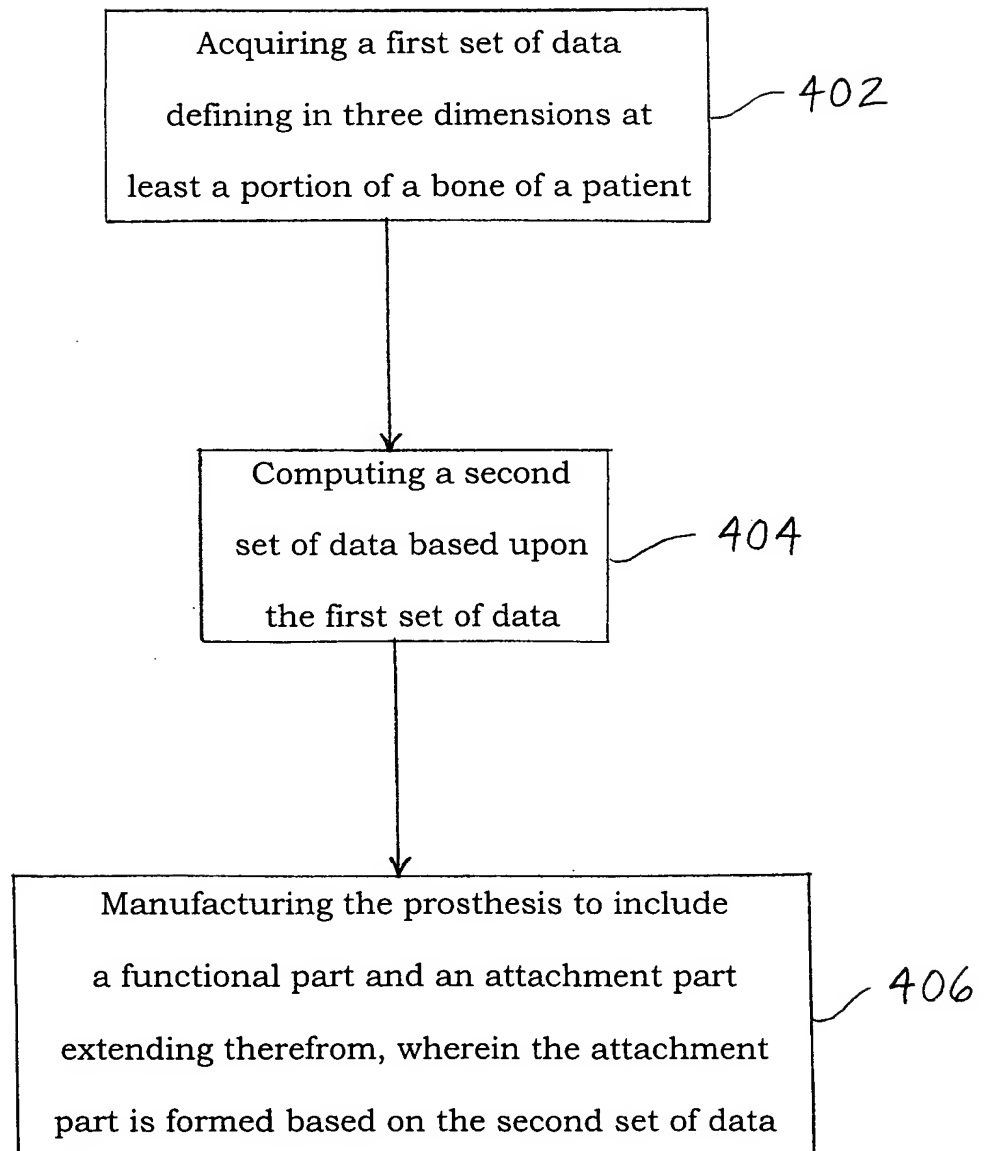 Acquiring a first set of data
defining in three dimensions at
least a portion of a bone of a patient
402
Computing a second
set of data based upon
the first set of data
404
Manufacturing the prosthesis to include
a functional part and an attachment part
extending therefrom, wherein the attachment
part is formed based on the second set of data
406